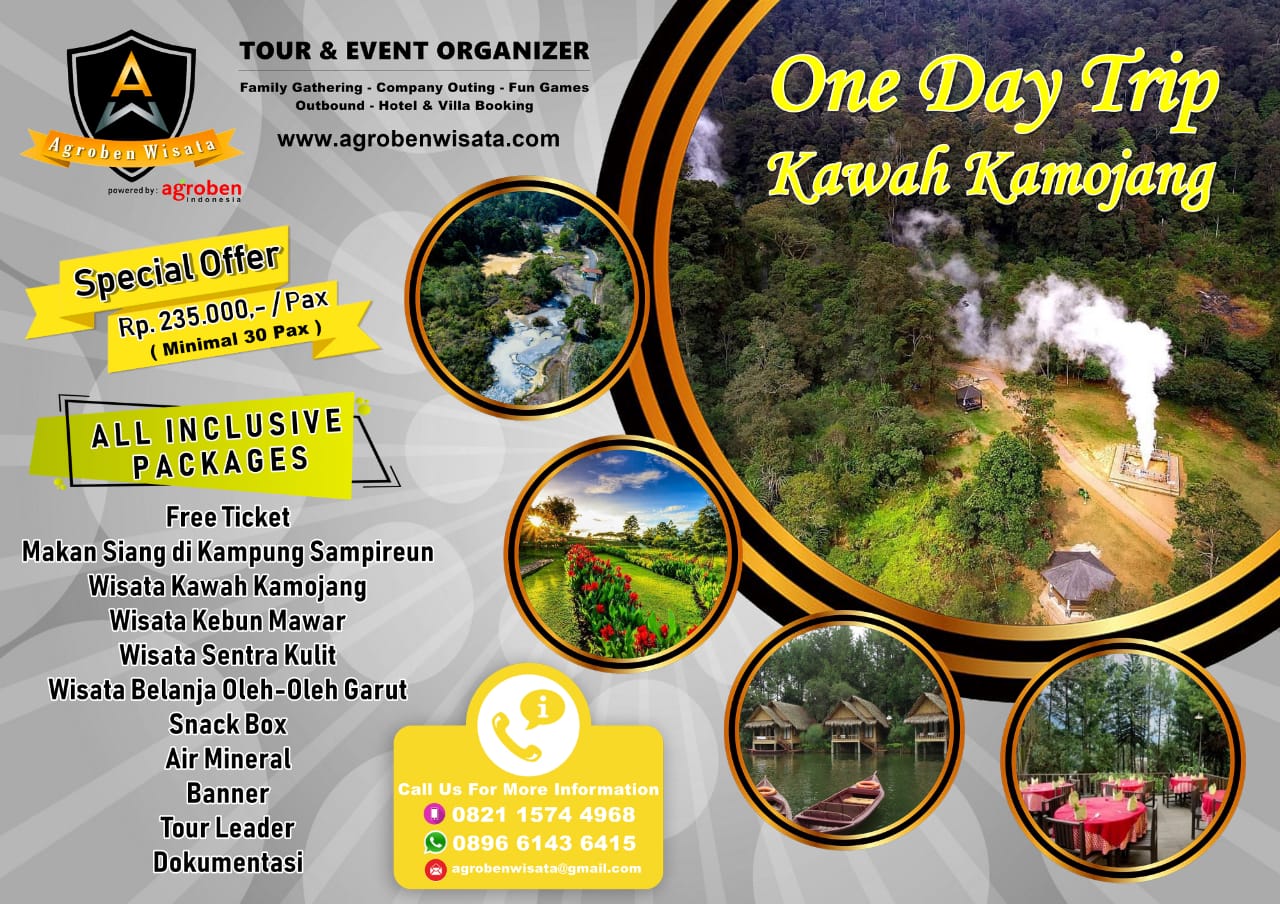 A
Agroben Wisata
powered by: agroben
indonesia
TOUR & EVENT ORGANIZER
Family Gathering - Company Outing - Fun Games
Outbound - Hotel & Villa Booking
www.agrobenwisata.com
One Day Trip
Kawah Kamojang
Special Offer
Rp. 235.000,- / Pax
( Minimal 30 Pax )
ALL INCLUSIVE
PACKAGES
Free Ticket
Makan Siang di Kampung Sampireun
Wisata Kawah Kamojang
Wisata Kebun Mawar
Wisata Sentra Kulit
Wisata Belanja Oleh-Oleh Garut
Snack Box
Air Mineral
Banner
Tour Leader
Dokumentasi
i
Call Us For More Information
0821 1574 4968
0896 6143 6415
agrobenwisata@gmail.com